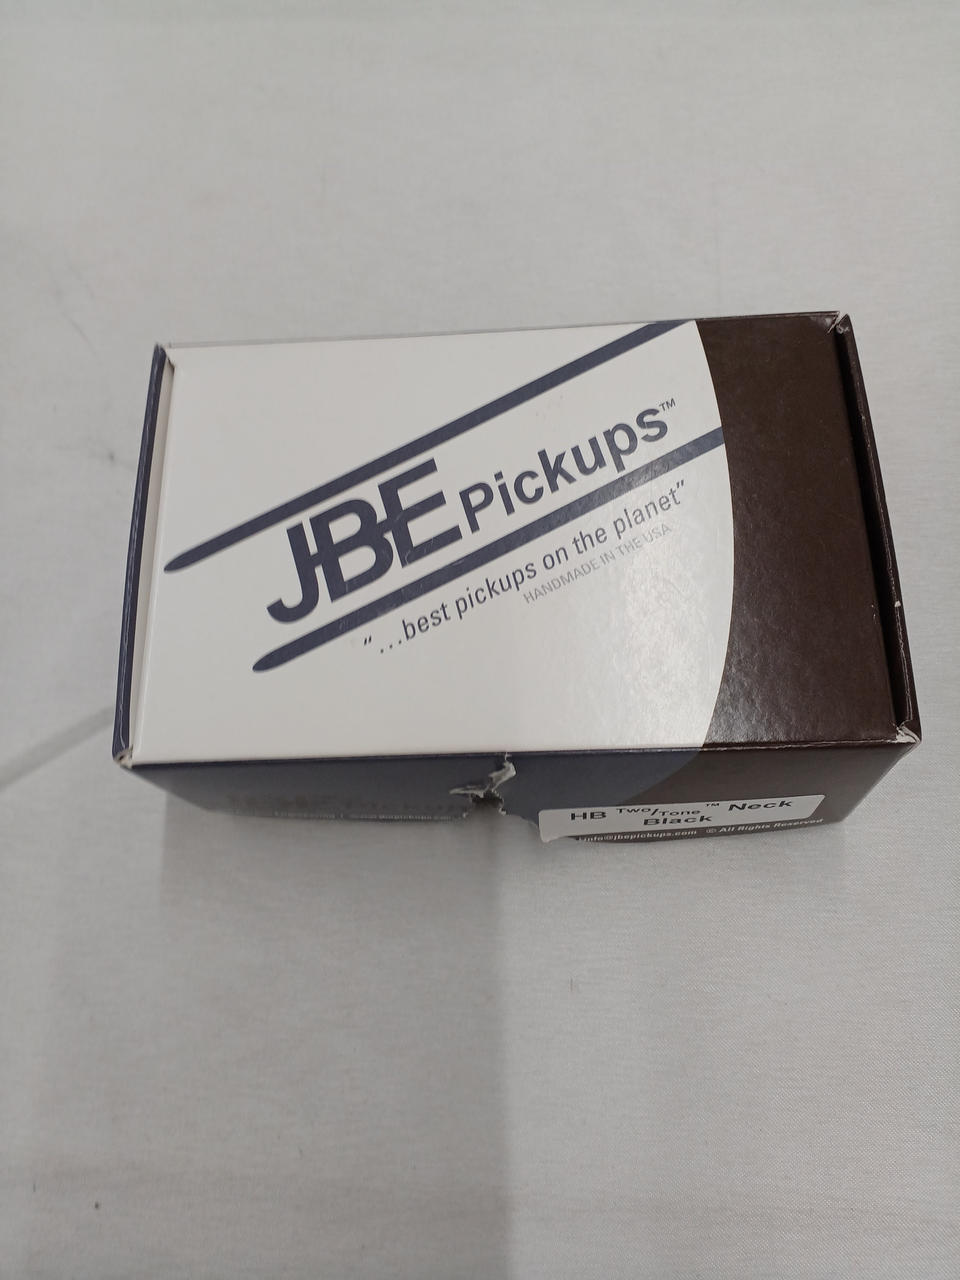 JBE Pickups™
"...best pickups on the planet"
HANDMADE IN THE USA
HB Two/Tone™ Neck
Black
info@jbepickups.com © All Rights Reserved